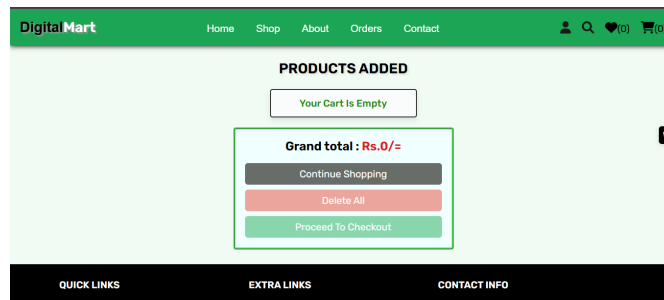 DigitalMart Home Shop About Orders Contact (0) (0
PRODUCTS ADDED
Your Cart Is Empty
Grand total : Rs.0/=
Continue Shopping
Delete All
Proceed To Checkout
QUICK LINKS EXTRA LINKS CONTACT INFO